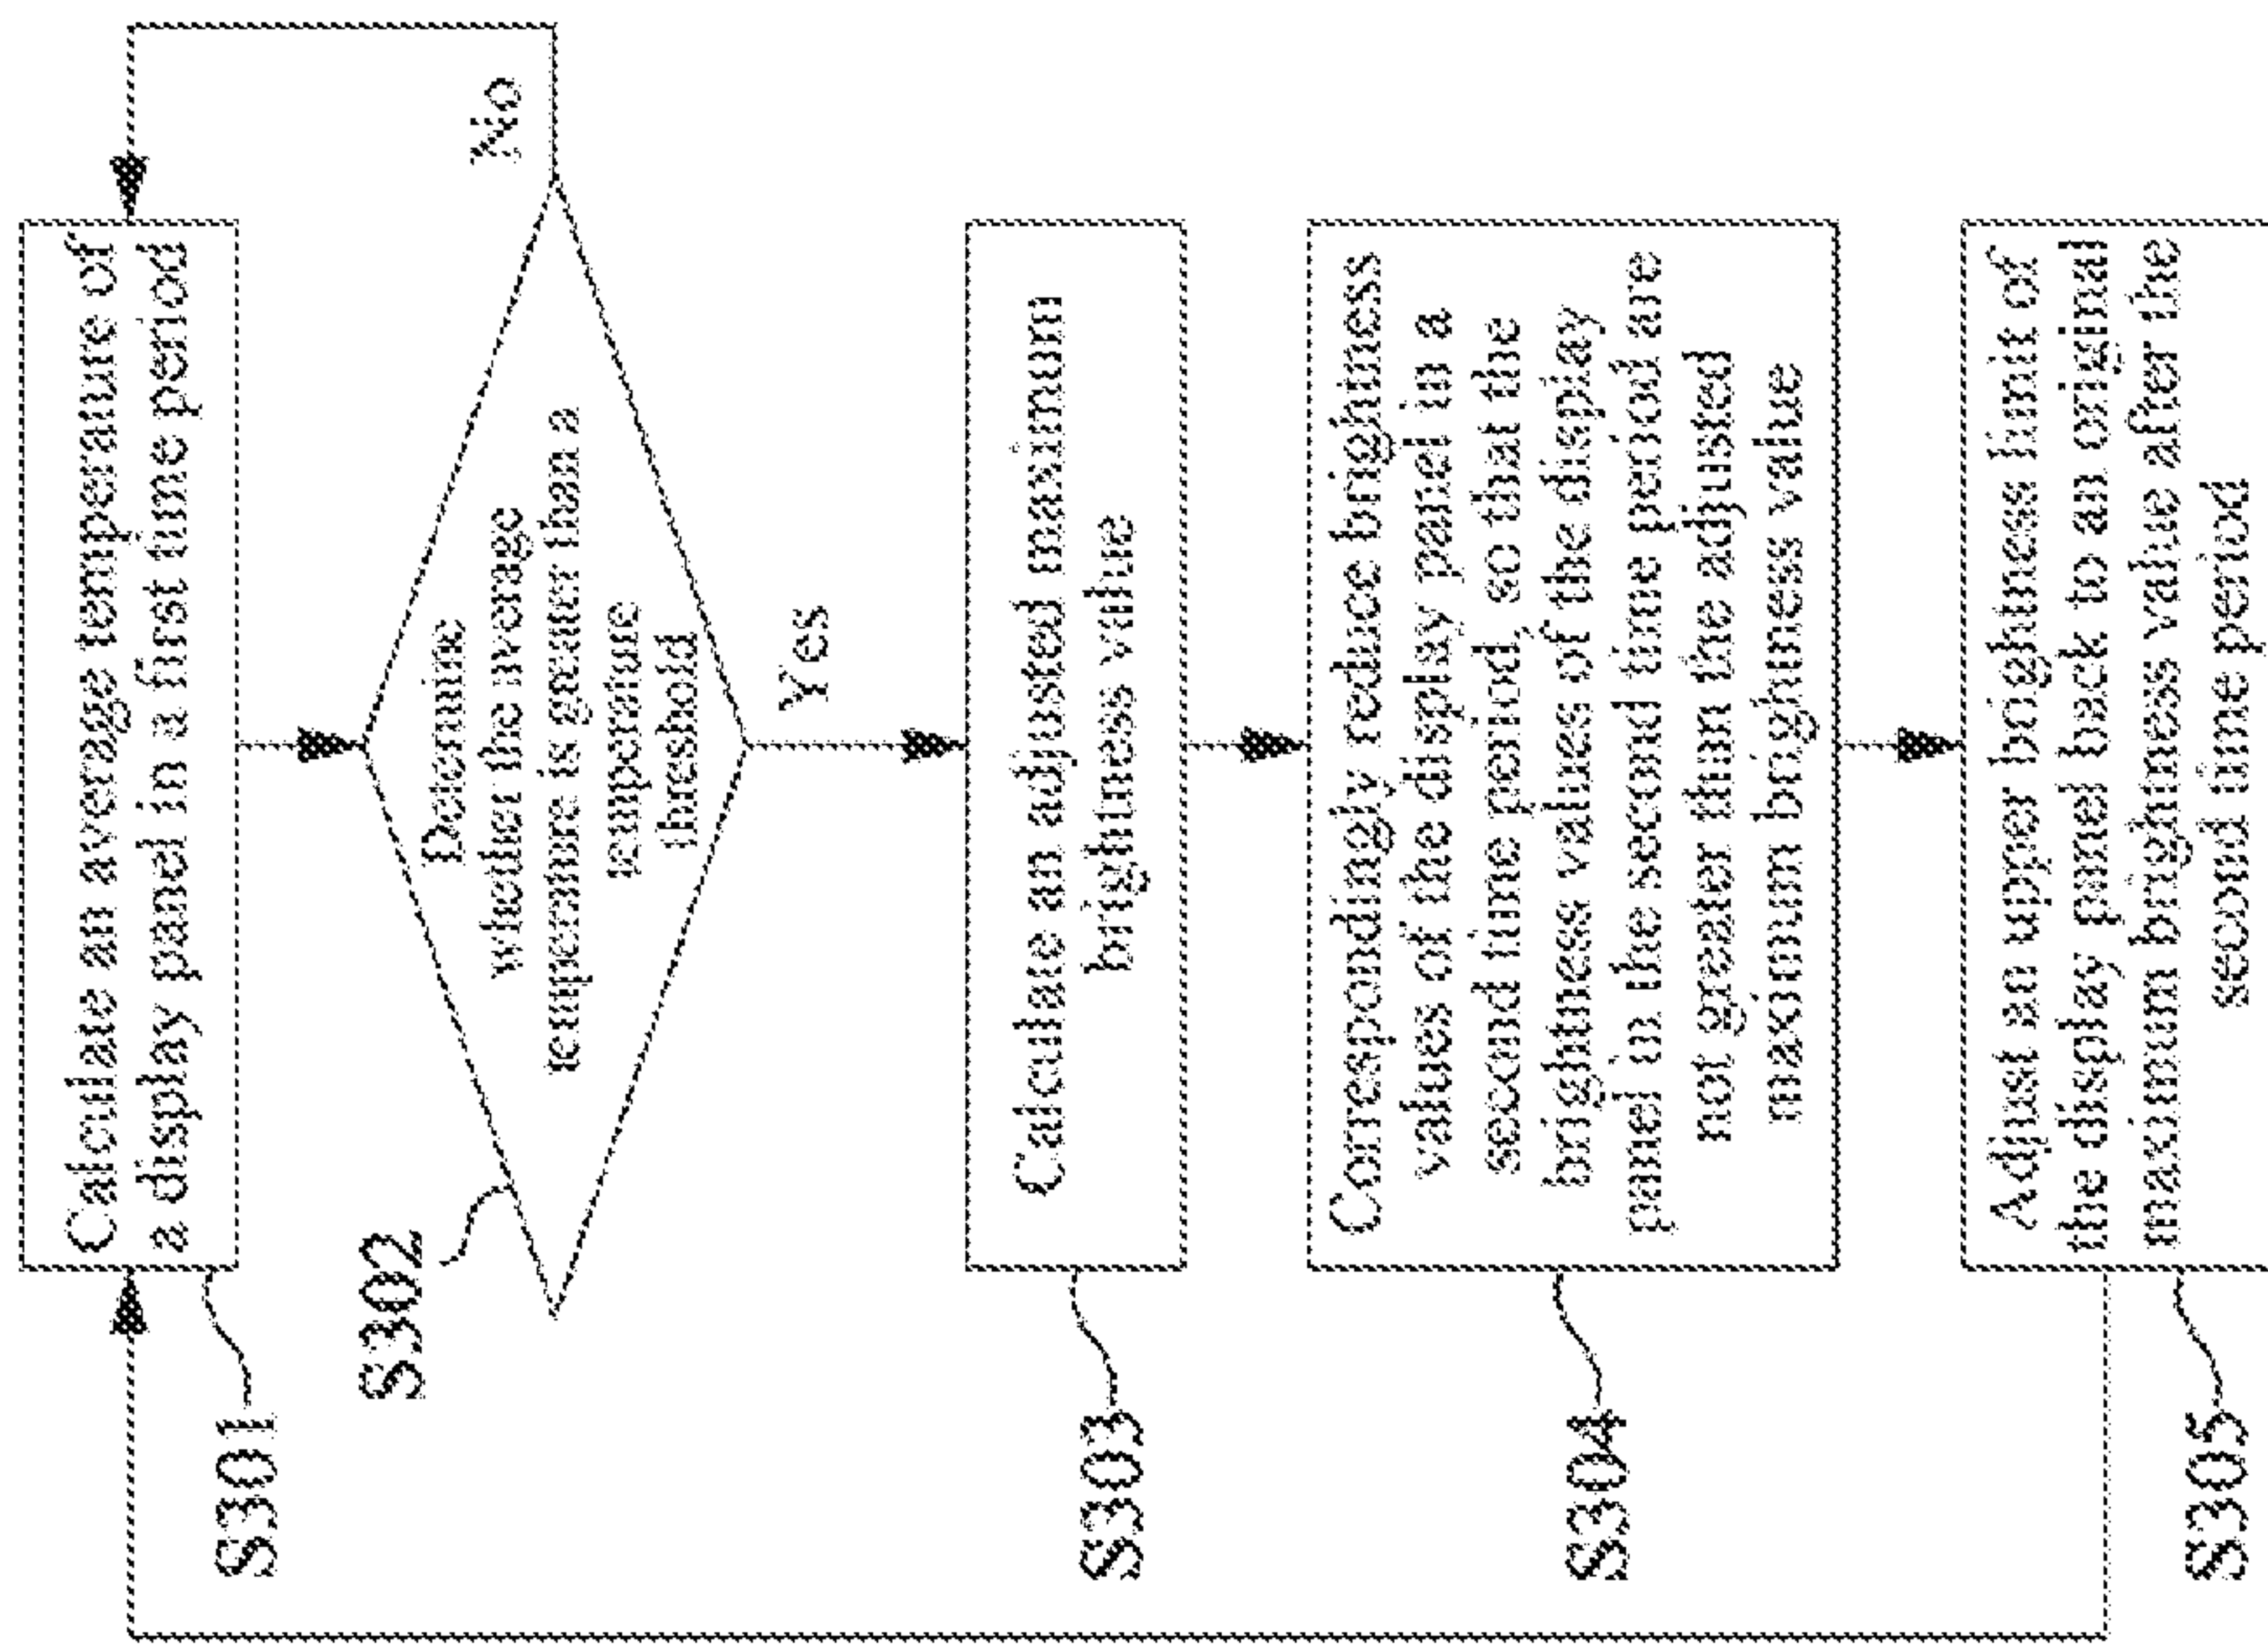 S301
Calculate an average temperature of
a display panel in a first time period
S302
Determine
whether the average
temperature is greater than a
temperature
threshold
No
Yes
S303
Calculate an adjusted maximum
brightness value
S304
Correspondingly reduce brightness
values of the display panel in a
second time period, so that the
brightness values of the display
panel in the second time period are
not greater than the adjusted
maximum brightness value
S305
Adjust an upper brightness limit of
the display panel back to an original
maximum brightness value after the
second time period